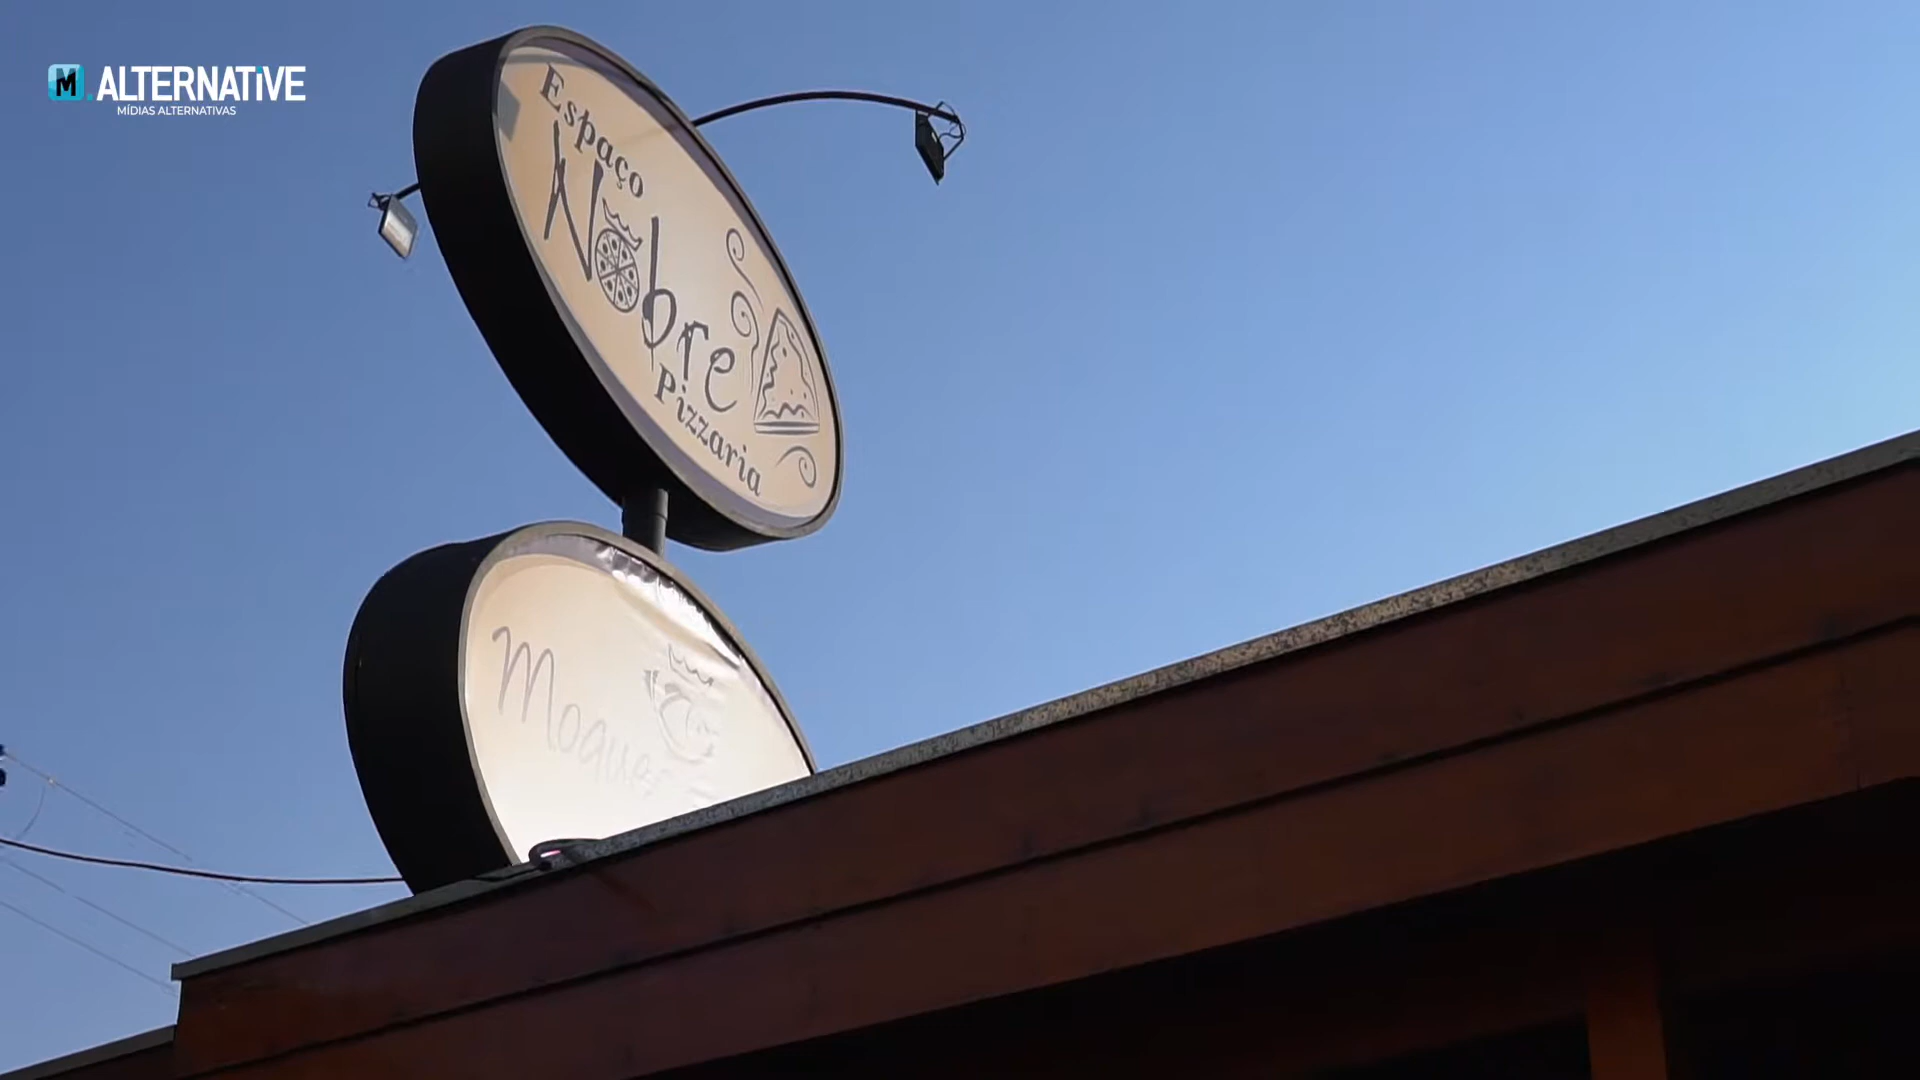 M. ALTERNATIVE
MÍDIAS ALTERNATIVAS
Espaço
Nobre
Pizzaria